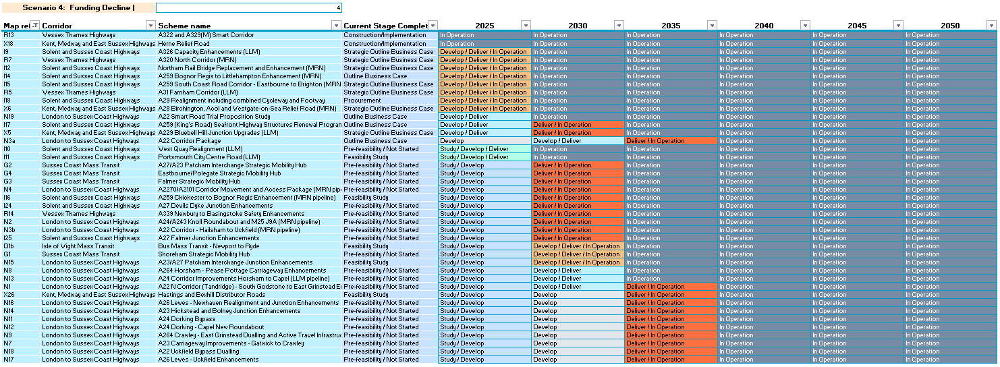 Scenario 4: Funding Decline | 4
Map rel Corridor Scheme name Current Stage Complet 2025 2030 2035 2040 2045 2050
R13 Wessex Thames Highways A322 and A329(M) Smart Corridor Construction/Implementation In Operation In Operation In Operation In Operation In Operation In Operation
X18 Kent, Medway and East Sussex Highways Herne Relief Road Construction/Implementation In Operation In Operation In Operation In Operation In Operation In Operation
I9 Solent and Sussex Coast Highways A326 Capacity Enhancements (LLM) Strategic Outline Business Case Develop / Deliver / In Operation In Operation In Operation In Operation In Operation In Operation
R7 Wessex Thames Highways A320 North Corridor (MRN) Strategic Outline Business Case Develop / Deliver / In Operation In Operation In Operation In Operation In Operation In Operation
I12 Solent and Sussex Coast Highways Northam Rail Bridge Replacement and Enhancement (MRN) Strategic Outline Business Case Develop / Deliver / In Operation In Operation In Operation In Operation In Operation In Operation
I14 Solent and Sussex Coast Highways A259 Bognor Regis to Littlehampton Enhancement (MRN) Outline Business Case Develop / Deliver / In Operation In Operation In Operation In Operation In Operation In Operation
I15 Solent and Sussex Coast Highways A259 South Coast Road Corridor - Eastbourne to Brighton (MRN Strategic Outline Business Case Develop / Deliver / In Operation In Operation In Operation In Operation In Operation In Operation
R5 Wessex Thames Highways A31 Farnham Corridor (LLM) Strategic Outline Business Case Develop / Deliver / In Operation In Operation In Operation In Operation In Operation In Operation
I18 Solent and Sussex Coast Highways A29 Realignment including combined Cycleway and Footway Procurement Develop / Deliver / In Operation In Operation In Operation In Operation In Operation In Operation
X6 Kent, Medway and East Sussex Highways A28 Birchington, Acol and Westgate-on-Sea Relief Road (MRN) Strategic Outline Business Case Develop / Deliver / In Operation In Operation In Operation In Operation In Operation In Operation
N19 London to Sussex Coast Highways A22 Smart Road Trial Proposition Study Outline Business Case Develop / Deliver In Operation In Operation In Operation In Operation In Operation
I17 Solent and Sussex Coast Highways A259 (King's Road) Seafront Highway Structures Renewal Program Outline Business Case Develop / Deliver Deliver / In Operation In Operation In Operation In Operation In Operation
X5 Kent, Medway and East Sussex Highways A229 Bluebell Hill Junction Upgrades (LLM) Strategic Outline Business Case Develop / Deliver Deliver / In Operation In Operation In Operation In Operation In Operation
N3a London to Sussex Coast Highways A22 Corridor Package Outline Business Case Develop Develop / Deliver Deliver / In Operation In Operation In Operation In Operation
I10 Solent and Sussex Coast Highways West Quay Realignment (LLM) Pre-feasibility / Not Started Study / Develop / Deliver In Operation In Operation In Operation In Operation In Operation
I11 Solent and Sussex Coast Highways Portsmouth City Centre Road (LLM) Feasibility Study Study / Develop / Deliver In Operation In Operation In Operation In Operation In Operation
G2 Sussex Coast Mass Transit A27/A23 Patcham Interchange Strategic Mobility Hub Pre-feasibility / Not Started Study / Develop Deliver / In Operation In Operation In Operation In Operation In Operation
G4 Sussex Coast Mass Transit Eastbourne/Polegate Strategic Mobility Hub Pre-feasibility / Not Started Study / Develop Deliver / In Operation In Operation In Operation In Operation In Operation
G3 Sussex Coast Mass Transit Falmer Strategic Mobility Hub Pre-feasibility / Not Started Study / Develop Deliver / In Operation In Operation In Operation In Operation In Operation
N4 London to Sussex Coast Highways A2270/A2101 Corridor Movement and Access Package (MRN pip Pre-feasibility / Not Started Study / Develop Deliver / In Operation In Operation In Operation In Operation In Operation
I16 Solent and Sussex Coast Highways A259 Chichester to Bognor Regis Enhancement (MRN pipeline) Feasibility Study Study / Develop Deliver / In Operation In Operation In Operation In Operation In Operation
I24 Solent and Sussex Coast Highways A27 Devils Dyke Junction Enhancements Pre-feasibility / Not Started Study / Develop Deliver / In Operation In Operation In Operation In Operation In Operation
R14 Wessex Thames Highways A339 Newbury to Basingstoke Safety Enhancements Pre-feasibility / Not Started Study / Develop Deliver / In Operation In Operation In Operation In Operation In Operation
N2 London to Sussex Coast Highways A24/A243 Knoll Roundabout and M25 J9A (MRN pipeline) Pre-feasibility / Not Started Study / Develop Deliver / In Operation In Operation In Operation In Operation In Operation
N3b London to Sussex Coast Highways A22 Corridor - Hailsham to Uckfield (MRN pipeline) Pre-feasibility / Not Started Study / Develop Deliver / In Operation In Operation In Operation In Operation In Operation
I25 Solent and Sussex Coast Highways A27 Falmer Junction Enhancements Pre-feasibility / Not Started Study / Develop Deliver / In Operation In Operation In Operation In Operation In Operation
D1b Isle of Wight Mass Transit Bus Mass Transit - Newport to Ryde Feasibility Study Study / Develop Develop / Deliver / In Operation In Operation In Operation In Operation In Operation
G1 Sussex Coast Mass Transit Shoreham Strategic Mobility Hub Pre-feasibility / Not Started Study / Develop Develop / Deliver / In Operation In Operation In Operation In Operation In Operation
N15 London to Sussex Coast Highways A23/A27 Patcham Interchange Junction Enhancements Feasibility Study Study / Develop Develop / Deliver / In Operation In Operation In Operation In Operation In Operation
N8 London to Sussex Coast Highways A264 Horsham - Pease Pottage Carriageway Enhancements Pre-feasibility / Not Started Study / Develop Develop / Deliver In Operation In Operation In Operation In Operation
N13 London to Sussex Coast Highways A24 Corridor Improvements Horsham to Capel (LLM pipeline) Pre-feasibility / Not Started Study / Develop Develop / Deliver In Operation In Operation In Operation In Operation
N1 London to Sussex Coast Highways A22 N Corridor (Tandridge) - South Godstone to East Grinstead E Pre-feasibility / Not Started Study / Develop Develop / Deliver Deliver / In Operation In Operation In Operation In Operation
X26 Kent, Medway and East Sussex Highways Hastings and Bexhill Distributor Roads Feasibility Study Study / Develop Develop Deliver / In Operation In Operation In Operation In Operation
N16 London to Sussex Coast Highways A26 Lewes - Newhaven Realignment and Junction Enhancements Pre-feasibility / Not Started Study / Develop Develop Deliver / In Operation In Operation In Operation In Operation
N14 London to Sussex Coast Highways A23 Hickstead and Bolney Junction Enhancements Pre-feasibility / Not Started Study / Develop Develop Deliver / In Operation In Operation In Operation In Operation
N11 London to Sussex Coast Highways A24 Dorking Bypass Pre-feasibility / Not Started Study / Develop Develop Deliver / In Operation In Operation In Operation In Operation
N12 London to Sussex Coast Highways A24 Dorking - Capel New Roundabout Pre-feasibility / Not Started Study / Develop Develop Deliver / In Operation In Operation In Operation In Operation
N9 London to Sussex Coast Highways A264 Crawley - East Grinstead Dualling and Active Travel Infrastruc Pre-feasibility / Not Started Study / Develop Develop Deliver / In Operation In Operation In Operation In Operation
N7 London to Sussex Coast Highways A23 Carriageway Improvements - Gatwick to Crawley Pre-feasibility / Not Started Study / Develop Develop Deliver / In Operation In Operation In Operation In Operation
N18 London to Sussex Coast Highways A22 Uckfield Bypass Dualling Pre-feasibility / Not Started Study / Develop Develop Deliver / In Operation In Operation In Operation In Operation
N17 London to Sussex Coast Highways A26 Lewes - Uckfield Enhancements Pre-feasibility / Not Started Study / Develop Develop Deliver / In Operation In Operation In Operation In Operation